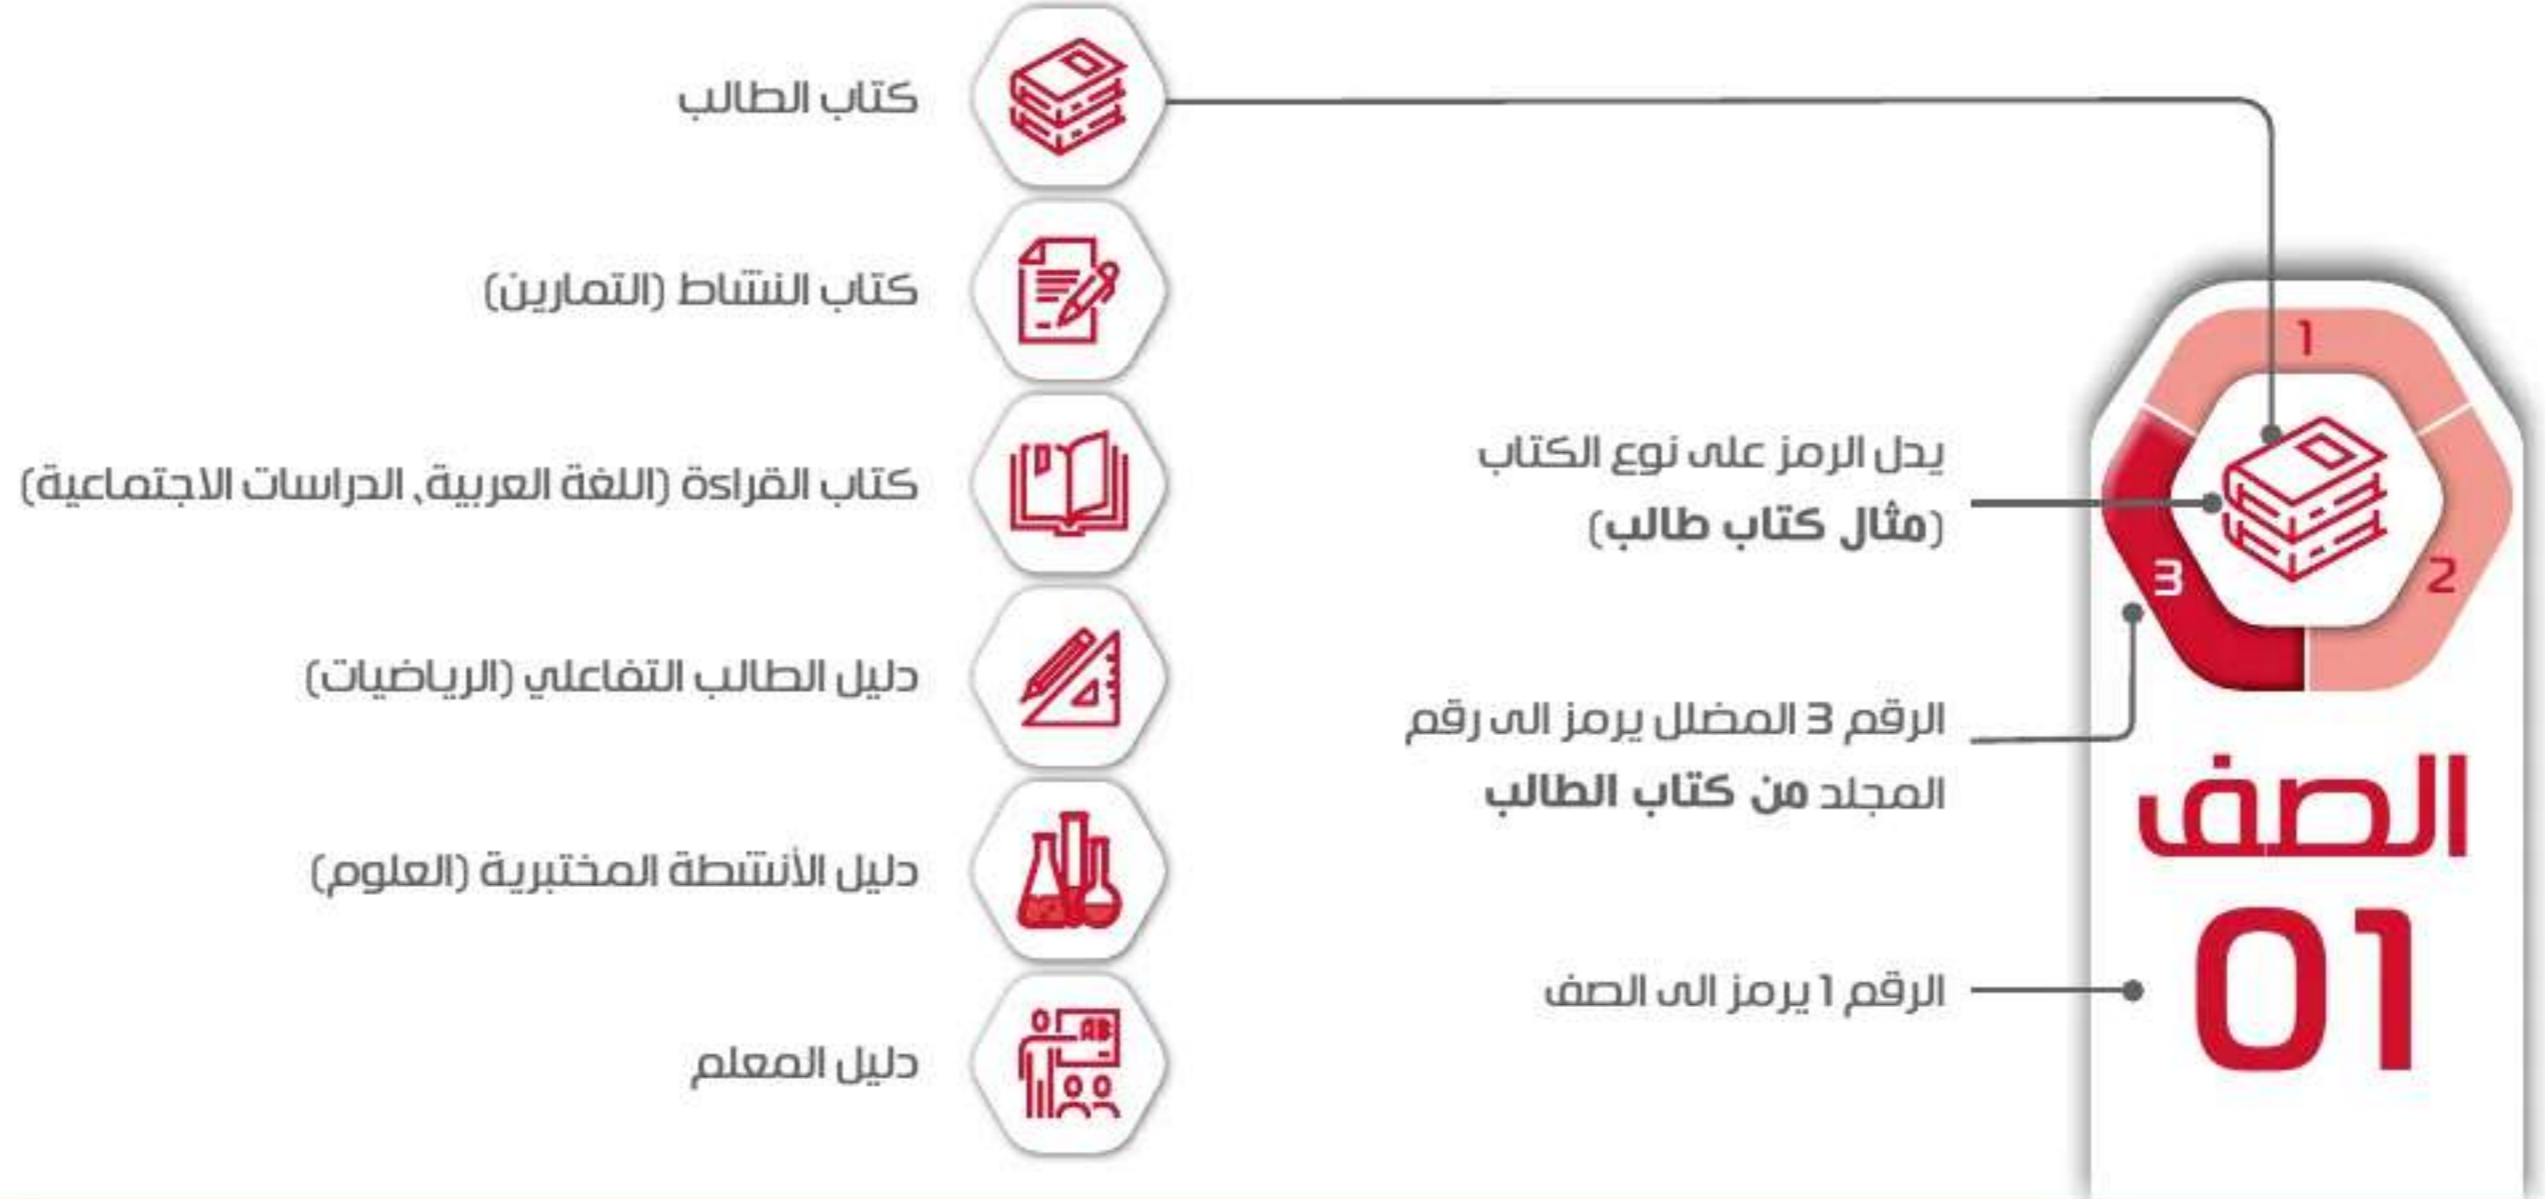 1
2
3
الصف
01
يدل الرمز على نوع الكتاب
(مثال كتاب طالب)
الرقم 3 المضلل يرمز الى رقم
المجلد من كتاب الطالب
الرقم 1 يرمز الى الصف
كتاب الطالب
كتاب النشاط (التمارين)
كتاب القراءة (اللغة العربية، الدراسات الاجتماعية)
دليل الطالب التفاعلي (الرياضيات)
دليل الأنشطة المختبرية (العلوم)
AB
دليل المعلم